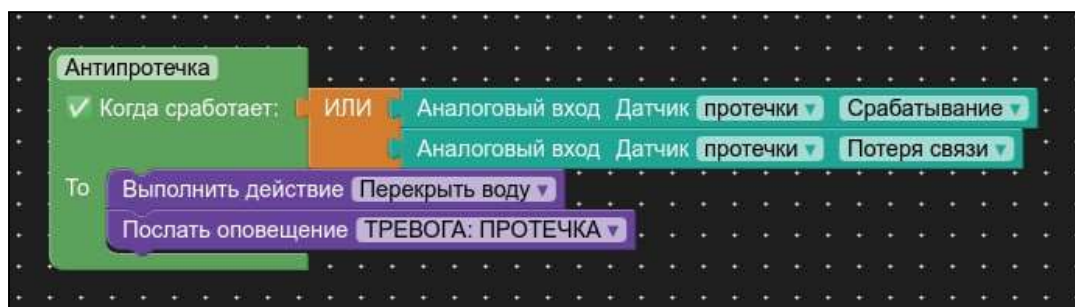 Антипротечка
Когда сработает: ИЛИ Аналоговый вход Датчик протечки Срабатывание
Аналоговый вход Датчик протечки Потеря связи
То Выполнить действие Перекрыть воду
Послать оповещение ТРЕВОГА: ПРОТЕЧКА